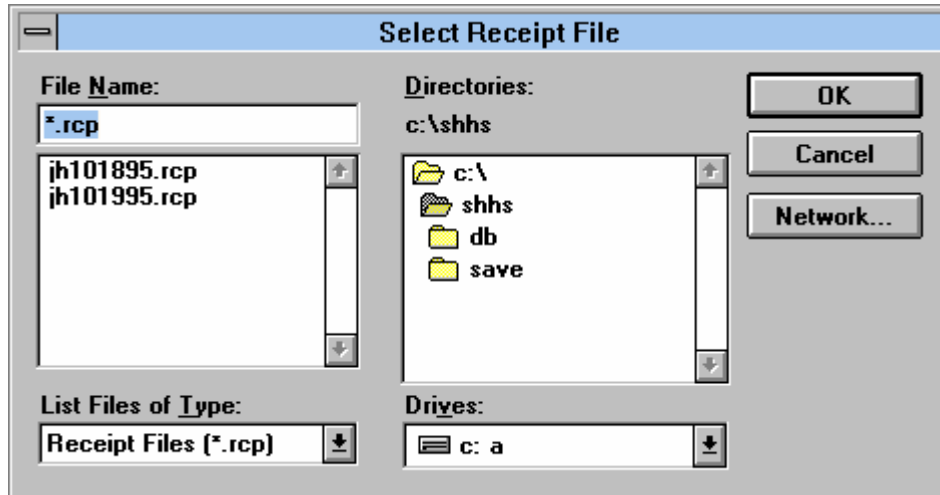 Select Receipt File
File Name:
*.rcp
jh101895.rcp
jh101995.rcp
List Files of Type:
Receipt Files (*.rcp)
Directories:
c:\shhs
c:\
shhs
db
save
Drives:
c: a
OK
Cancel
Network...